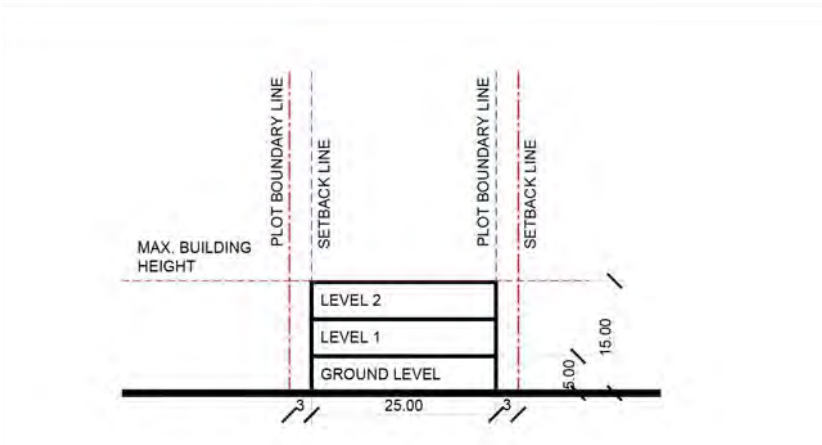 PLOT BOUNDARY LINE
SETBACK LINE
PLOT BOUNDARY LINE
SETBACK LINE
MAX. BUILDING
HEIGHT
LEVEL 2
LEVEL 1
GROUND LEVEL
15.00
5.00
3
25.00
3